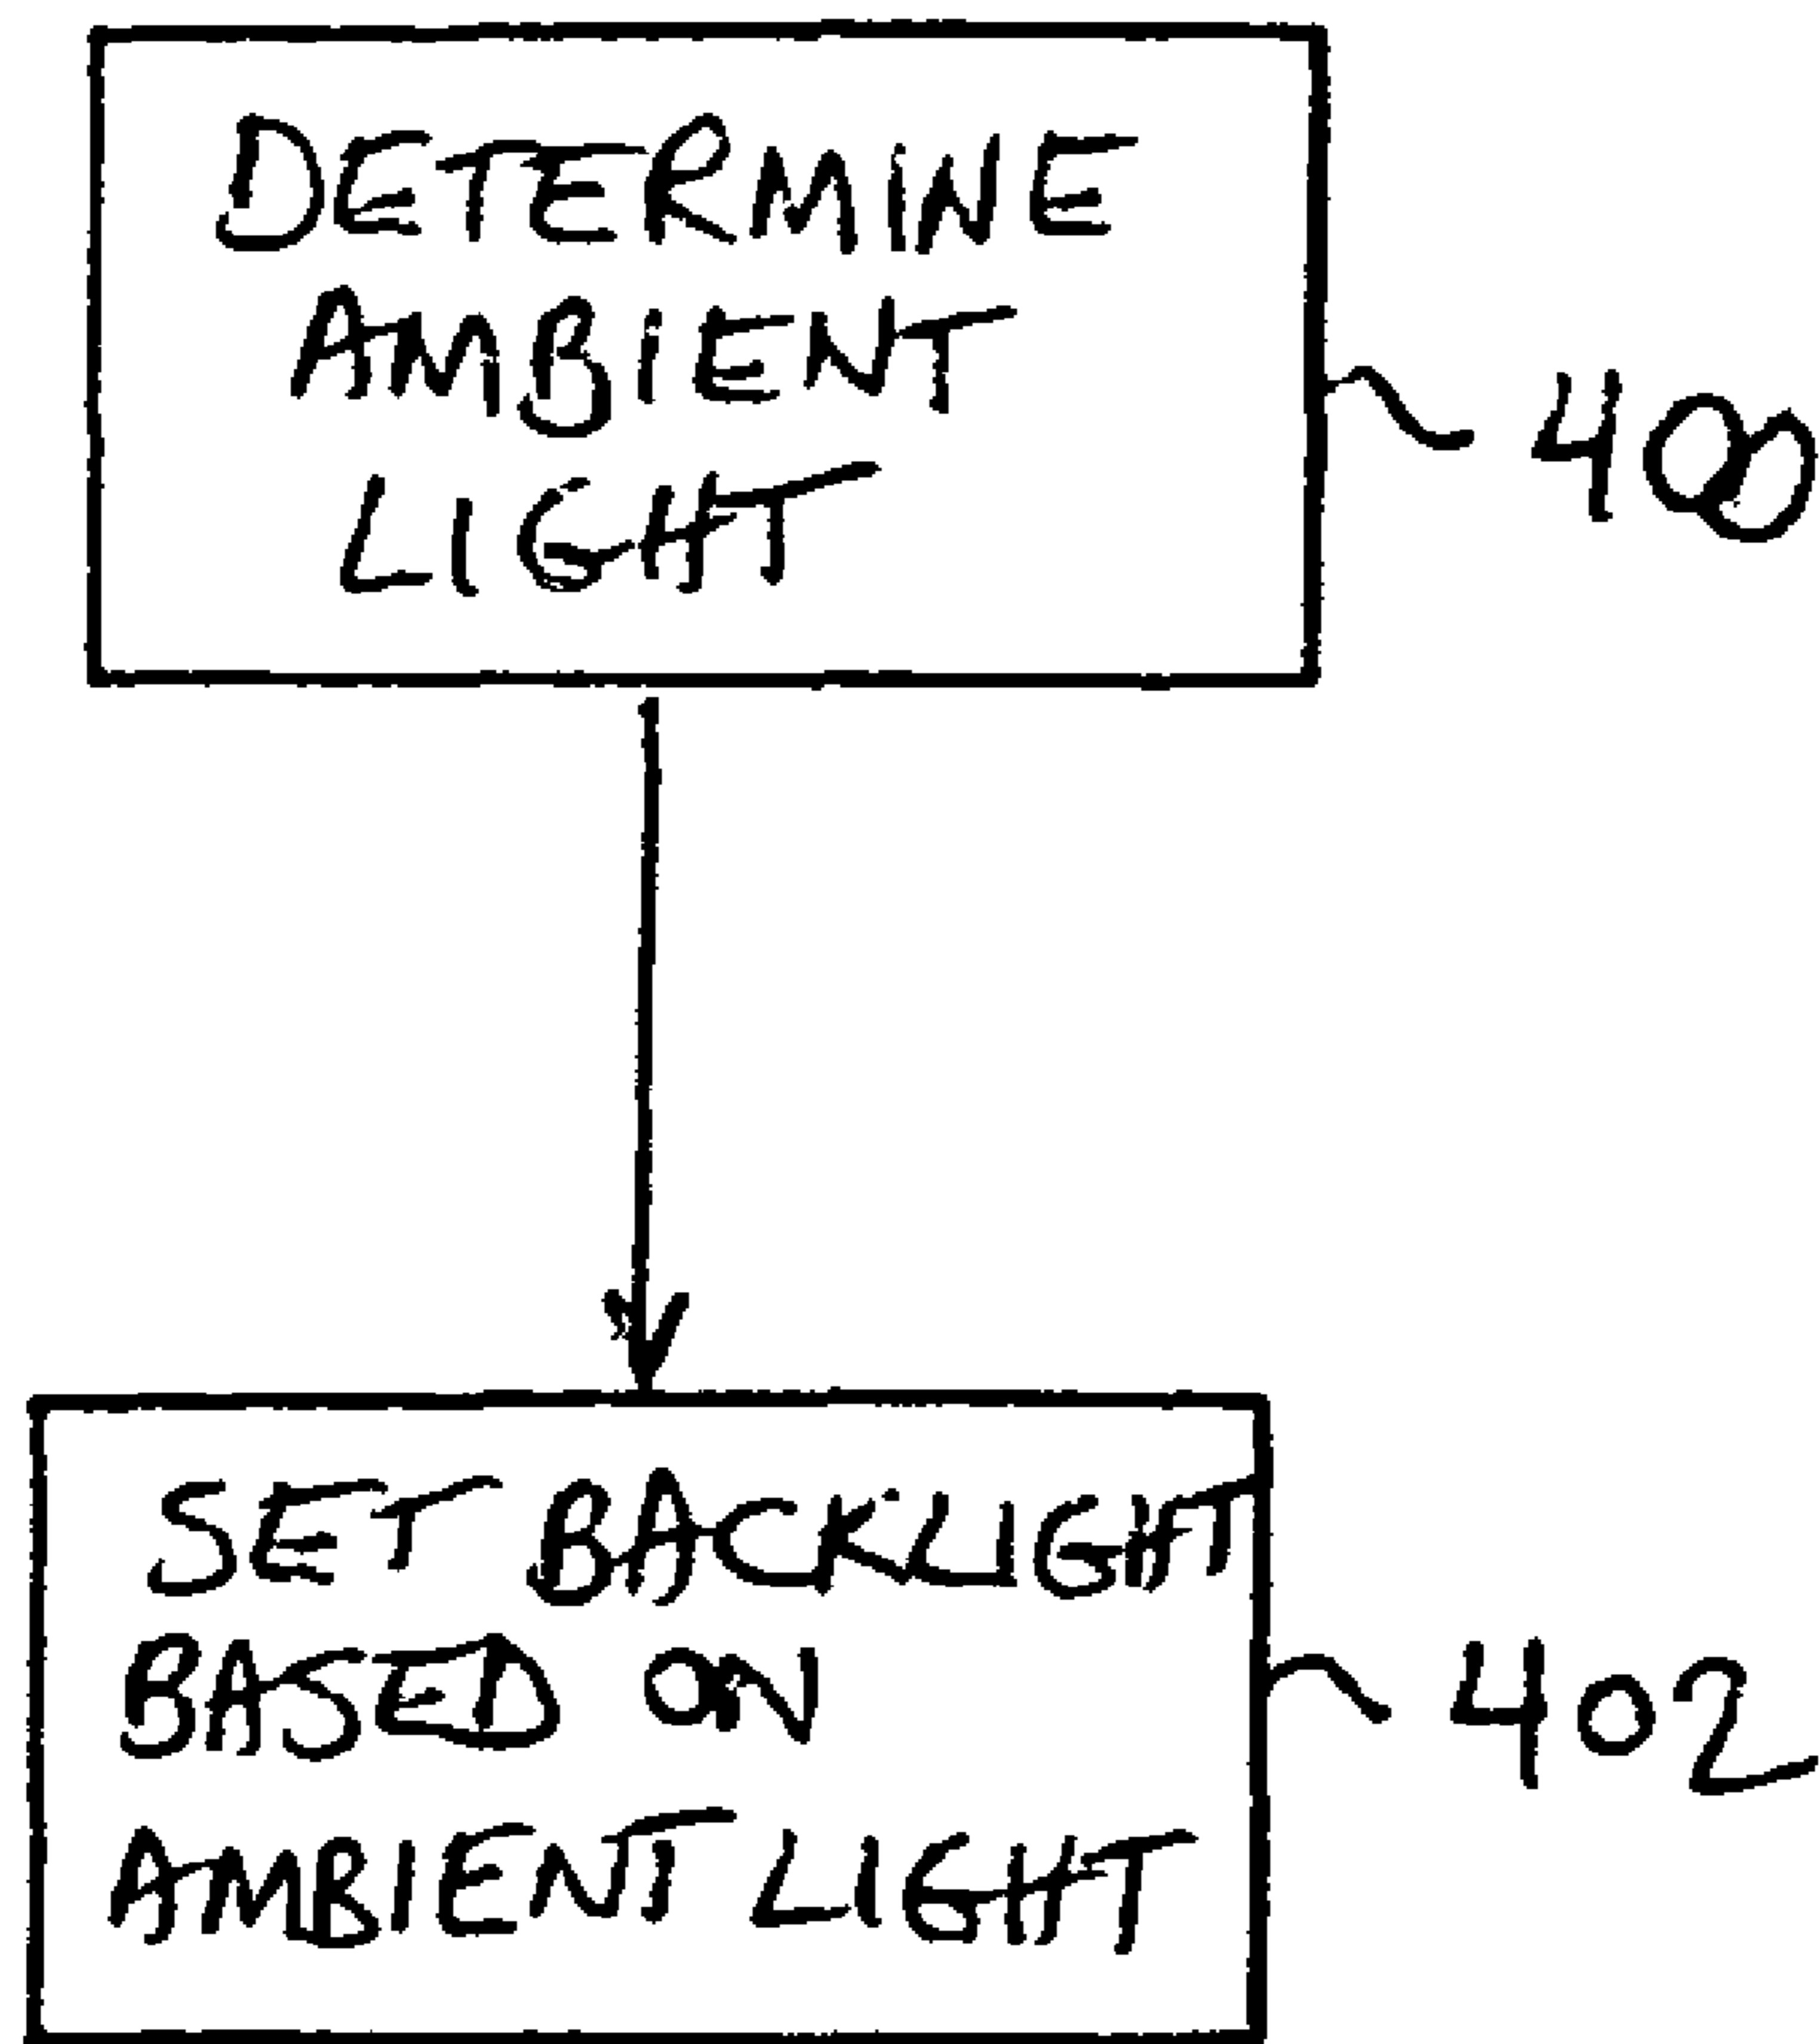 DETERMINE
AMBIENT
LIGHT
400
SET BACKLIGHT
BASED ON
AMBIENT LIGHT
402